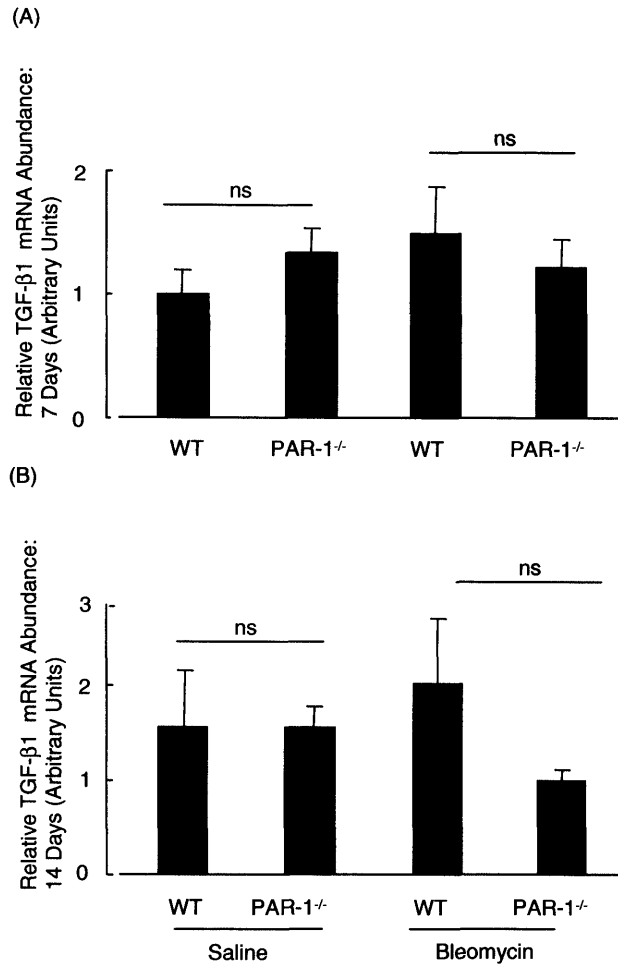 (A)
Relative TGF-β1 mRNA Abundance:
7 Days (Arbitrary Units)
2
1
0
ns
ns
WT PAR-1-/- WT PAR-1-/-
(B)
Relative TGF-β1 mRNA Abundance:
14 Days (Arbitrary Units)
3
2
1
0
ns
ns
WT PAR-1-/- WT PAR-1-/-
Saline Bleomycin